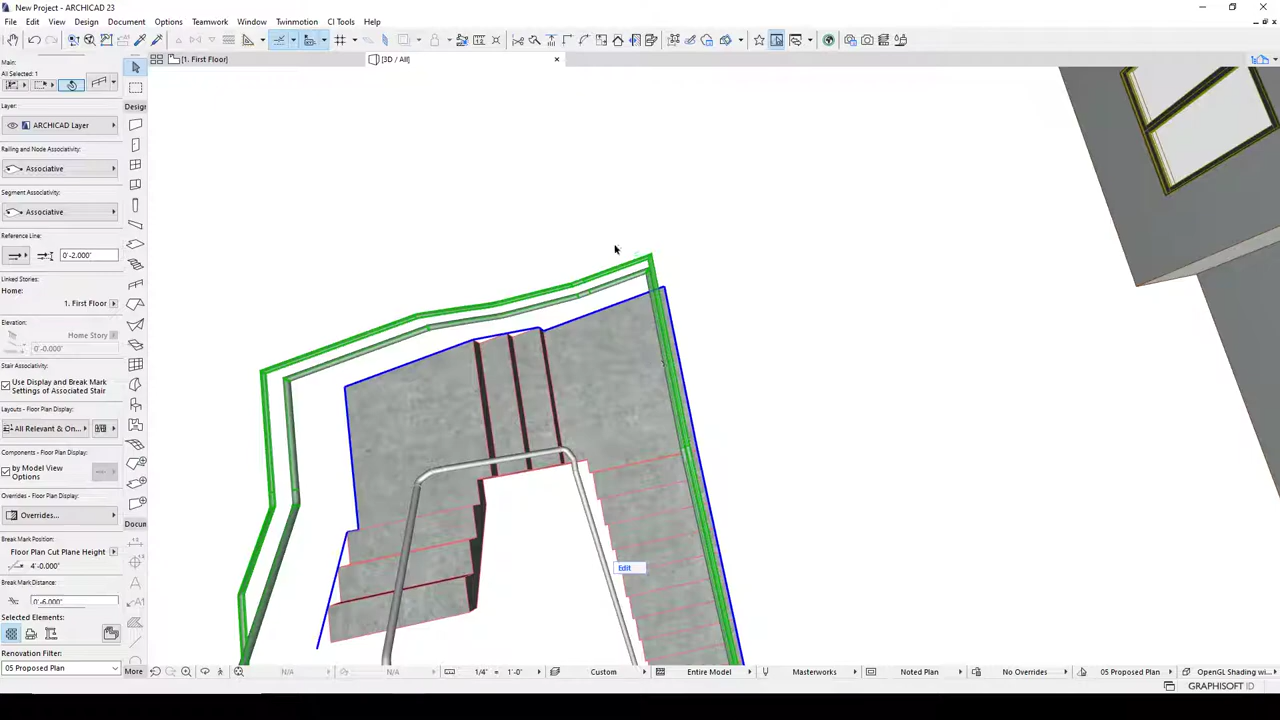 New Project - ARCHICAD 23
File Edit View Design Document Options Teamwork Window Twinmotion CI Tools Help
[1. First Floor]
[3D / All]
Main:
All Selected: 1
Layer:
ARCHICAD Layer
Railing and Node Associativity:
Associative
Segment Associativity:
Associative
Reference Line:
0'-2.000"
Linked Stories:
Home:
1. First Floor
Elevation:
Home Story
0'-0.000"
Stair Associativity:
Use Display and Break Mark
Settings of Associated Stair
Layouts - Floor Plan Display:
All Relevant & On...
Components - Floor Plan Display:
by Model View
Options
Overrides - Floor Plan Display:
Overrides...
Break Mark Position:
Floor Plan Cut Plane Height
4'-0.000"
Break Mark Distance:
0'-6.000"
Selected Elements:
Renovation Filter:
05 Proposed Plan
Design
Docun
More
Edit
N/A
N/A
1/4" = 1'-0"
Custom
Entire Model
Masterworks
Noted Plan
No Overrides
05 Proposed Plan
OpenGL Shading wi...
GRAPHISOFT ID